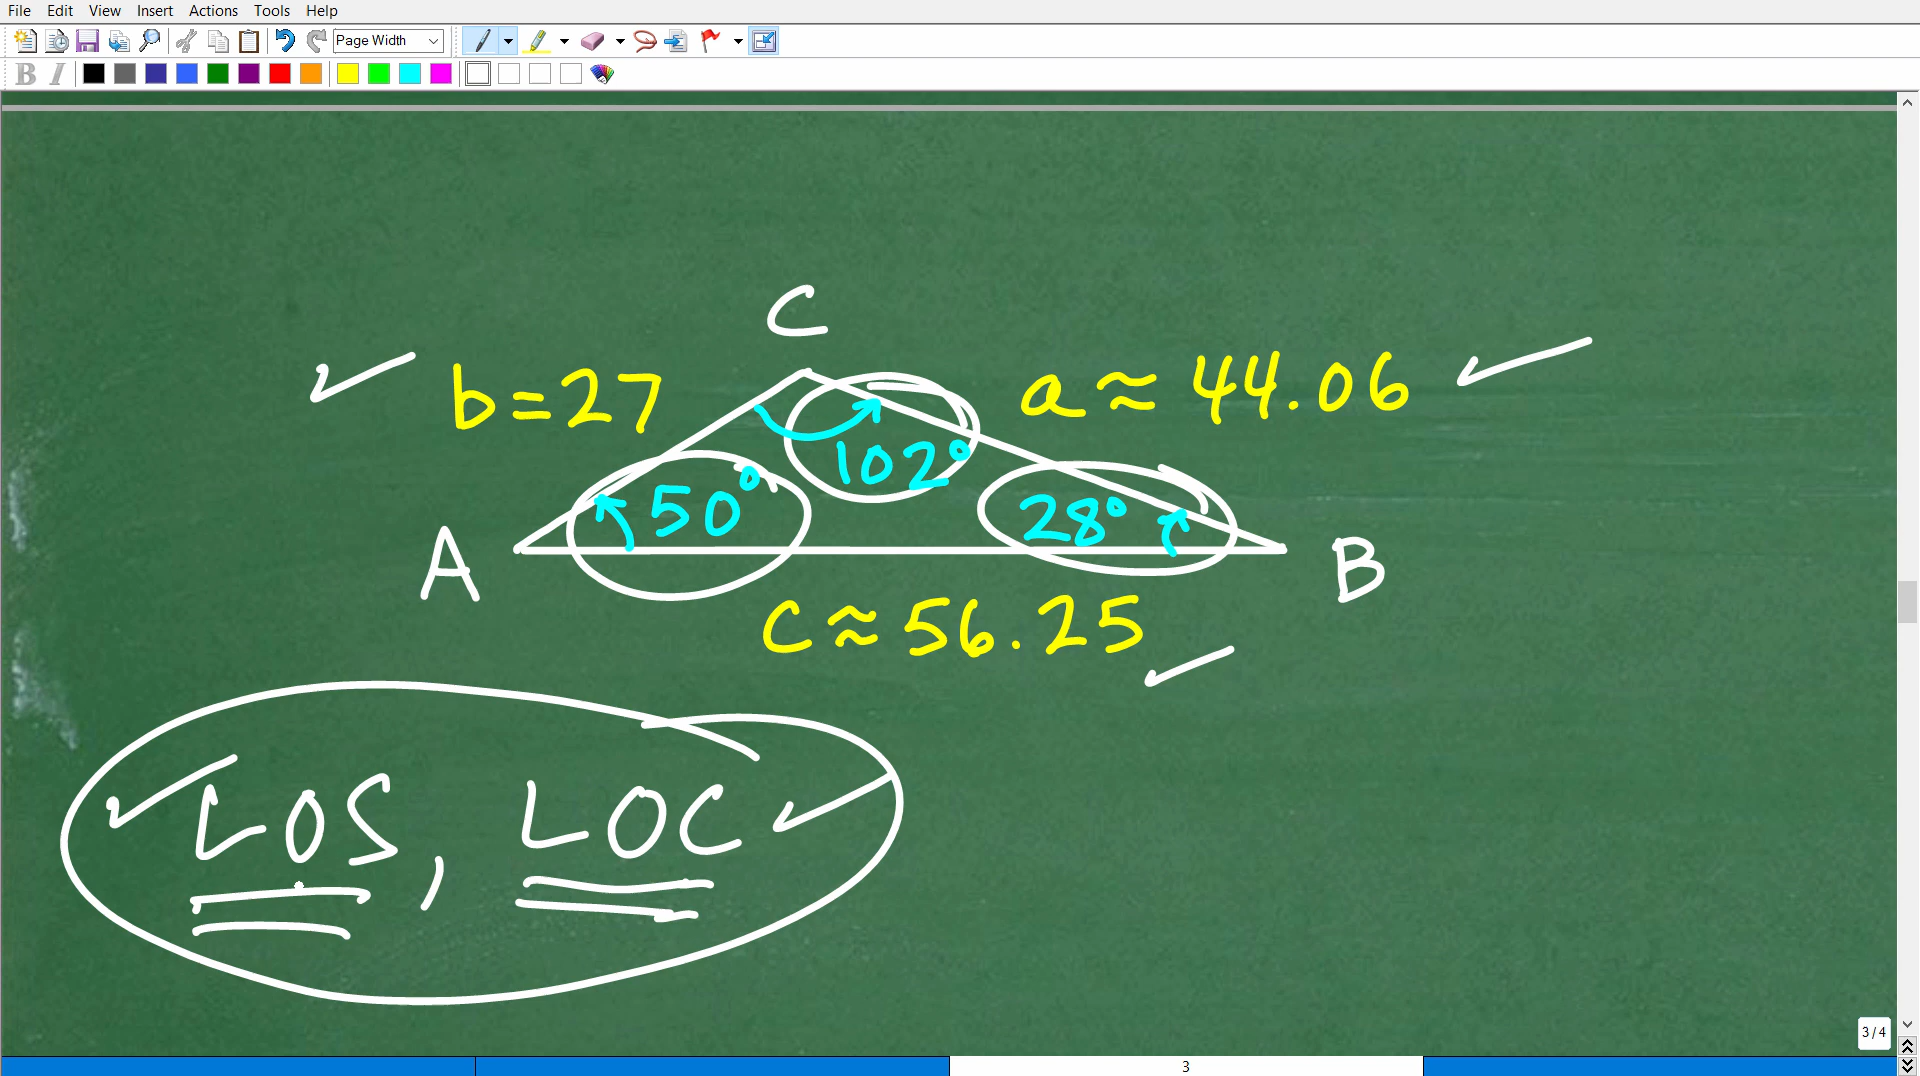 File Edit View Insert Actions Tools Help
Page Width
B I
C
b=27 a≈44.06
102°
50° 28°
A B
c≈56.25
LOS, LOC
3/4
3